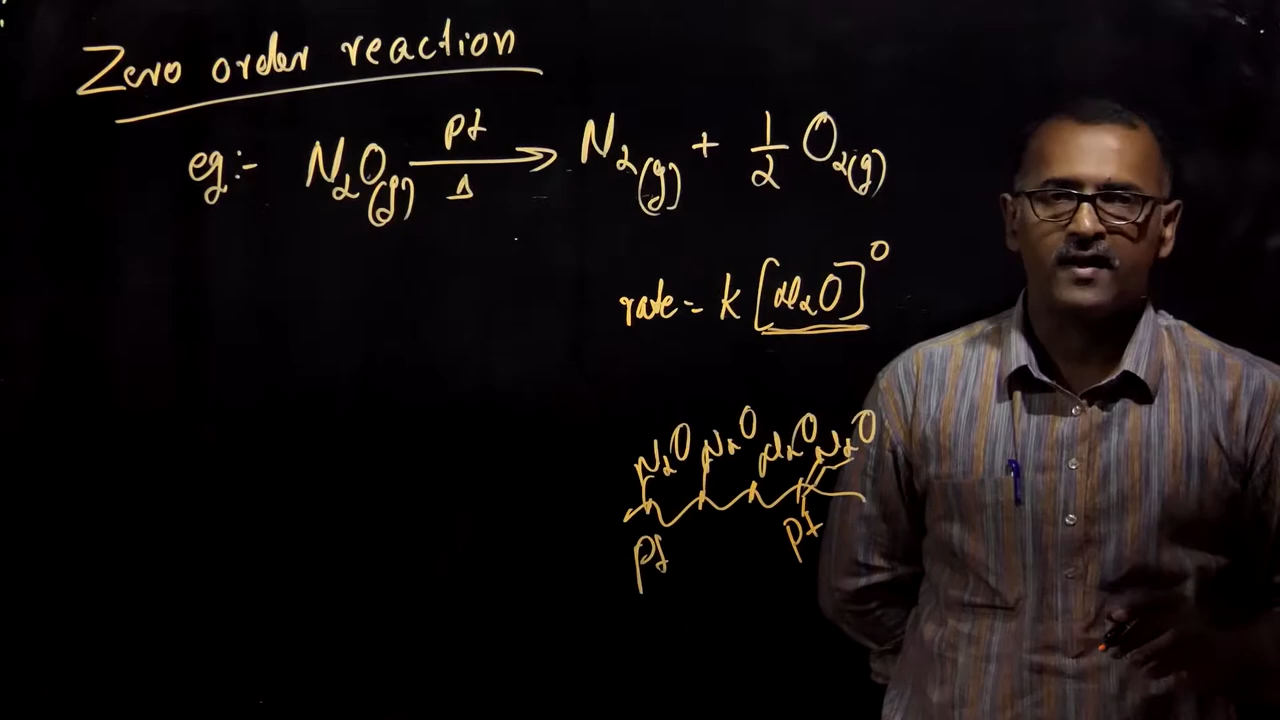 Zero order reaction
eg:- N₂O(g) →[Pt, Δ] N₂(g) + 1/2 O₂(g)
rate = k [N₂O]⁰
N₂O N₂O N₂O N₂O
Pt Pt